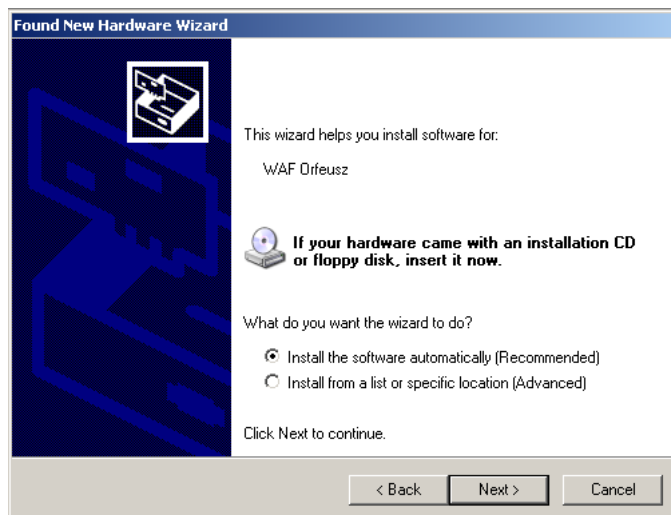 Found New Hardware Wizard
This wizard helps you install software for:
WAF Orfeusz
If your hardware came with an installation CD
or floppy disk, insert it now.
What do you want the wizard to do?
Install the software automatically (Recommended)
Install from a list or specific location (Advanced)
Click Next to continue.
< Back Next > Cancel